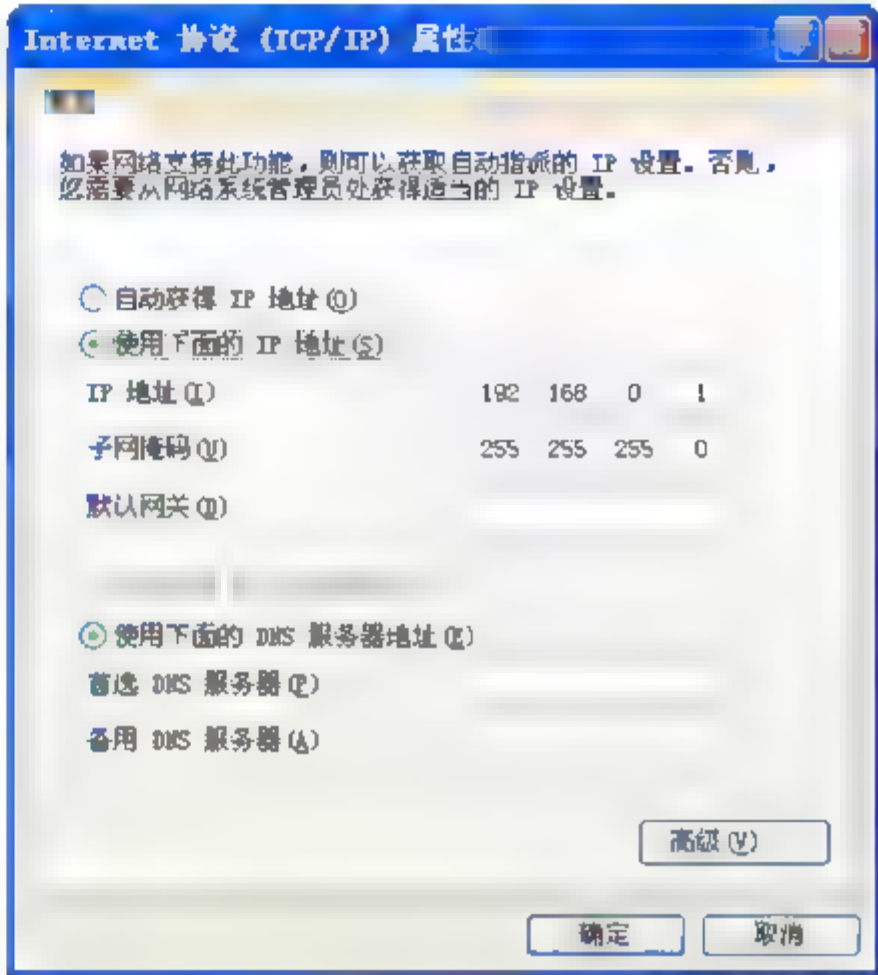 Internet 协议 (TCP/IP) 属性
如果网络支持此功能，则可以获取自动指派的 IP 设置。否则，
您需要从网络系统管理员处获得适当的 IP 设置。
自动获得 IP 地址(O)
使用下面的 IP 地址(S)
IP 地址(I) 192 168 0 1
子网掩码(U) 255 255 255 0
默认网关(D)
使用下面的 DNS 服务器地址(E)
首选 DNS 服务器(P)
备用 DNS 服务器(A)
高级(V)
确定 取消